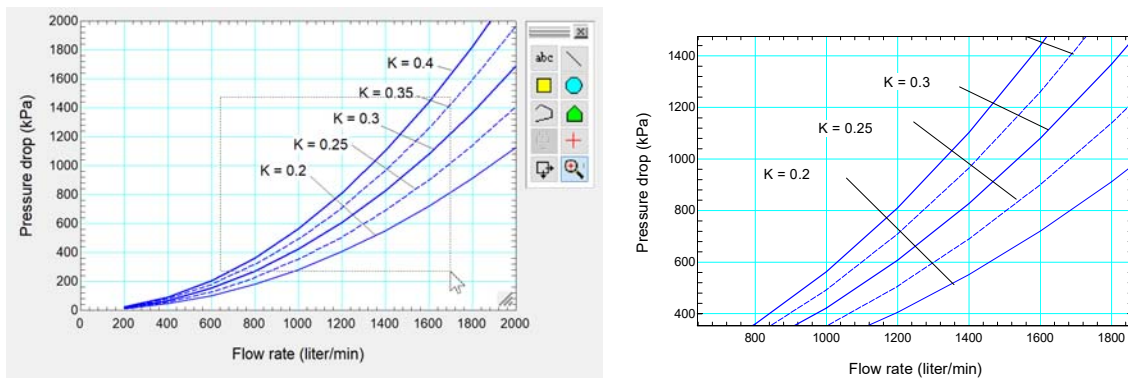 Pressure drop (kPa)
2000
1800
1600
1400
1200
1000
800
600
400
200
0
K = 0.4
K = 0.35
K = 0.3
K = 0.25
K = 0.2
0 200 400 600 800 1000 1200 1400 1600 1800 2000
Flow rate (liter/min)
abc
Pressure drop (kPa)
1400
1200
1000
800
600
400
K = 0.3
K = 0.25
K = 0.2
800 1000 1200 1400 1600 1800
Flow rate (liter/min)